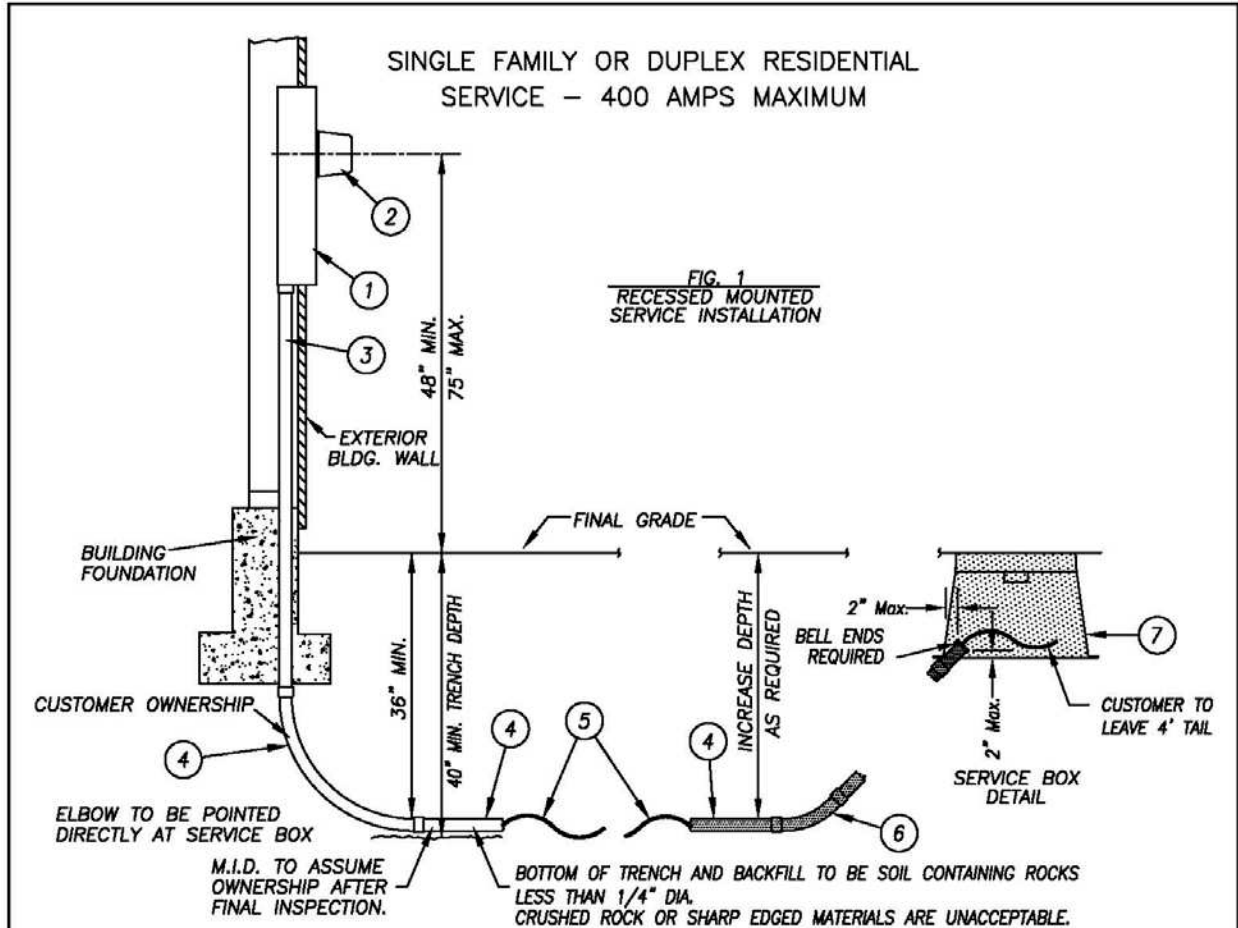 SINGLE FAMILY OR DUPLEX RESIDENTIAL
SERVICE – 400 AMPS MAXIMUM
2
1
FIG. 1
RECESSED MOUNTED
SERVICE INSTALLATION
3
48" MIN.
75" MAX.
EXTERIOR
BLDG. WALL
FINAL GRADE
BUILDING
FOUNDATION
36" MIN.
40" MIN. TRENCH DEPTH
INCREASE DEPTH
AS REQUIRED
2" Max.
BELL ENDS
REQUIRED
7
CUSTOMER TO
LEAVE 4' TAIL
2" Max.
SERVICE BOX
DETAIL
CUSTOMER OWNERSHIP
4
4
5
4
6
ELBOW TO BE POINTED
DIRECTLY AT SERVICE BOX
M.I.D. TO ASSUME
OWNERSHIP AFTER
FINAL INSPECTION.
BOTTOM OF TRENCH AND BACKFILL TO BE SOIL CONTAINING ROCKS
LESS THAN 1/4" DIA.
CRUSHED ROCK OR SHARP EDGED MATERIALS ARE UNACCEPTABLE.